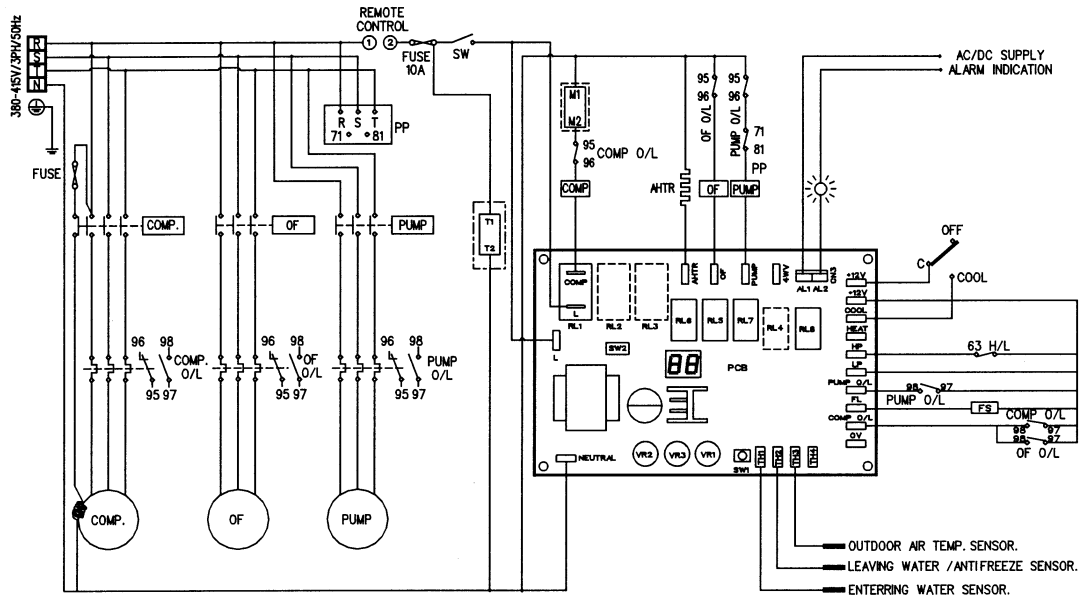 380-415V/3PH/50Hz
R
S
T
N
REMOTE
CONTROL
1 2
FUSE
10A
SW
R S T
71 81
PP
FUSE
COMP.
OF
PUMP
T1
T2
M1
M2
95
96
COMP O/L
COMP
AHTR
95
96
OF O/L
OF
95
96
PUMP O/L
71
81
PP
PUMP
AC/DC SUPPLY
ALARM INDICATION
OFF
C
COOL
96 98
COMP.
O/L
95 97
96 98
OF
O/L
95 97
96 98
PUMP
O/L
95 97
COMP.
OF
PUMP
COMP
L
RL1
RL2
RL3
AHTR
OF
PUMP
4WV
AL1 AL2
CN3
RL6
RL5
RL7
RL4
RL8
L
SW2
88
PCB
NEUTRAL
VR2
VR3
VR1
SW1
TH1
TH2
TH3
TH4
+12V
+12V
COOL
HEAT
HP
LP
PUMP O/L
FL
COMP O/L
0V
63 H/L
98 97
PUMP O/L
FS
COMP O/L
98 97
98 97
OF O/L
OUTDOOR AIR TEMP. SENSOR.
LEAVING WATER /ANTIFREEZE SENSOR.
ENTERRING WATER SENSOR.